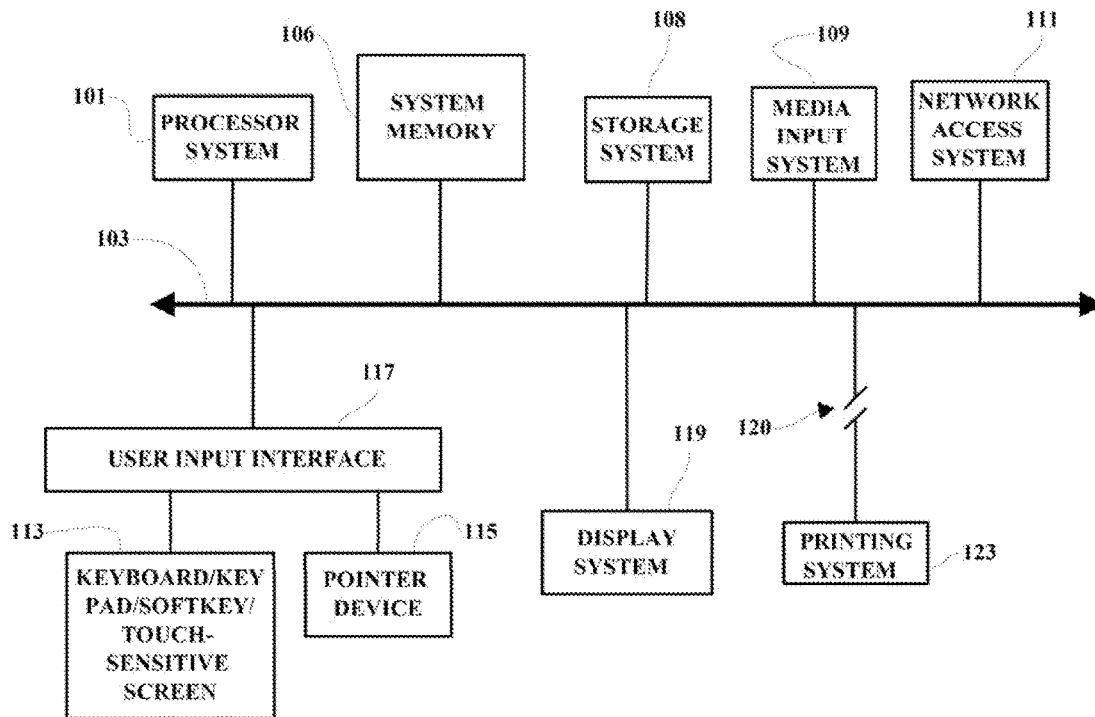 106
108
109
111
101
PROCESSOR
SYSTEM
SYSTEM
MEMORY
STORAGE
SYSTEM
MEDIA
INPUT
SYSTEM
NETWORK
ACCESS
SYSTEM
103
117
USER INPUT INTERFACE
119
120
113
115
KEYBOARD/KEY
PAD/SOFTKEY/
TOUCH-
SENSITIVE
SCREEN
POINTER
DEVICE
DISPLAY
SYSTEM
PRINTING
SYSTEM
123